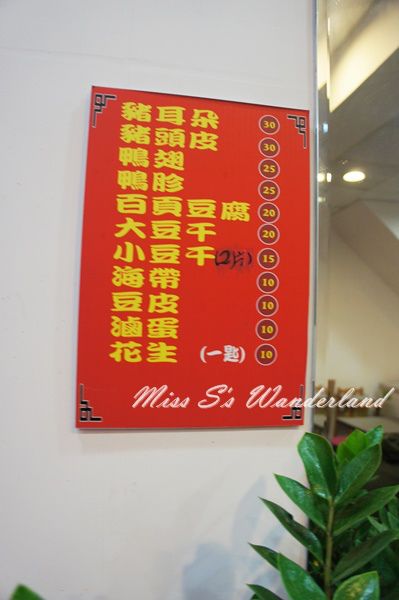 豬耳朵 30
豬頭皮 30
鴨翅 25
鴨胗 25
百頁豆腐 20
大豆干 20
小豆干(2片) 15
海帶 10
豆皮 10
滷蛋 10
花生 (一匙) 10
Miss S's Wanderland